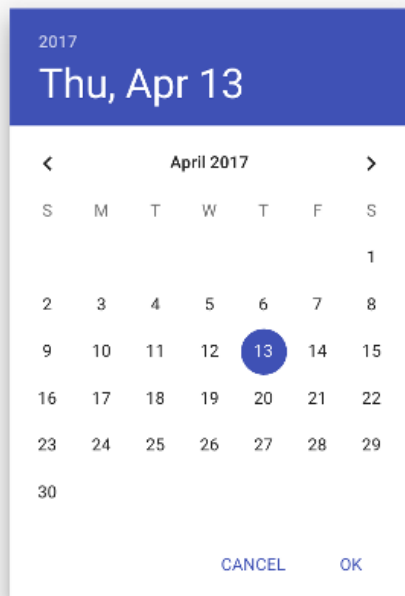 2017
Thu, Apr 13
April 2017
S M T W T F S
1
2 3 4 5 6 7 8
9 10 11 12 13 14 15
16 17 18 19 20 21 22
23 24 25 26 27 28 29
30
CANCEL OK